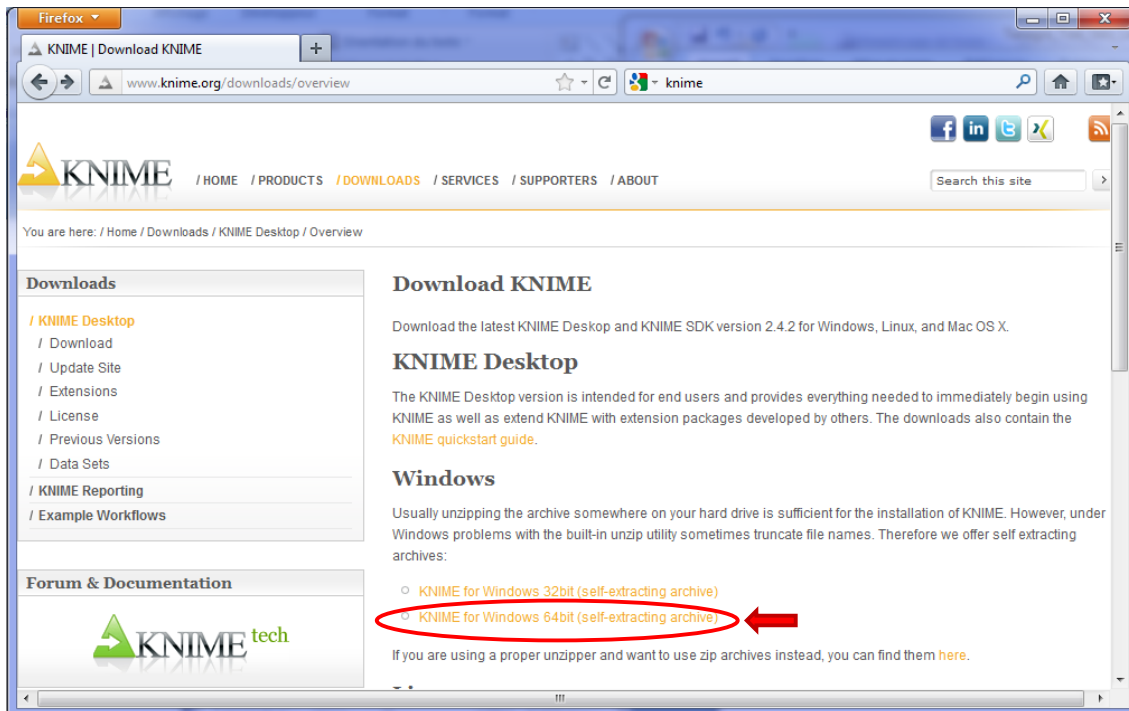 Firefox
KNIME | Download KNIME
www.knime.org/downloads/overview
knime
KNIME
/ HOME / PRODUCTS / DOWNLOADS / SERVICES / SUPPORTERS / ABOUT
Search this site
You are here: / Home / Downloads / KNIME Desktop / Overview
Downloads
/ KNIME Desktop
/ Download
/ Update Site
/ Extensions
/ License
/ Previous Versions
/ Data Sets
/ KNIME Reporting
/ Example Workflows
Forum & Documentation
KNIME tech
Download KNIME
Download the latest KNIME Deskop and KNIME SDK version 2.4.2 for Windows, Linux, and Mac OS X.
KNIME Desktop
The KNIME Desktop version is intended for end users and provides everything needed to immediately begin using
KNIME as well as extend KNIME with extension packages developed by others. The downloads also contain the
KNIME quickstart guide.
Windows
Usually unzipping the archive somewhere on your hard drive is sufficient for the installation of KNIME. However, under
Windows problems with the built-in unzip utility sometimes truncate file names. Therefore we offer self extracting
archives:
KNIME for Windows 32bit (self-extracting archive)
KNIME for Windows 64bit (self-extracting archive)
If you are using a proper unzipper and want to use zip archives instead, you can find them here.